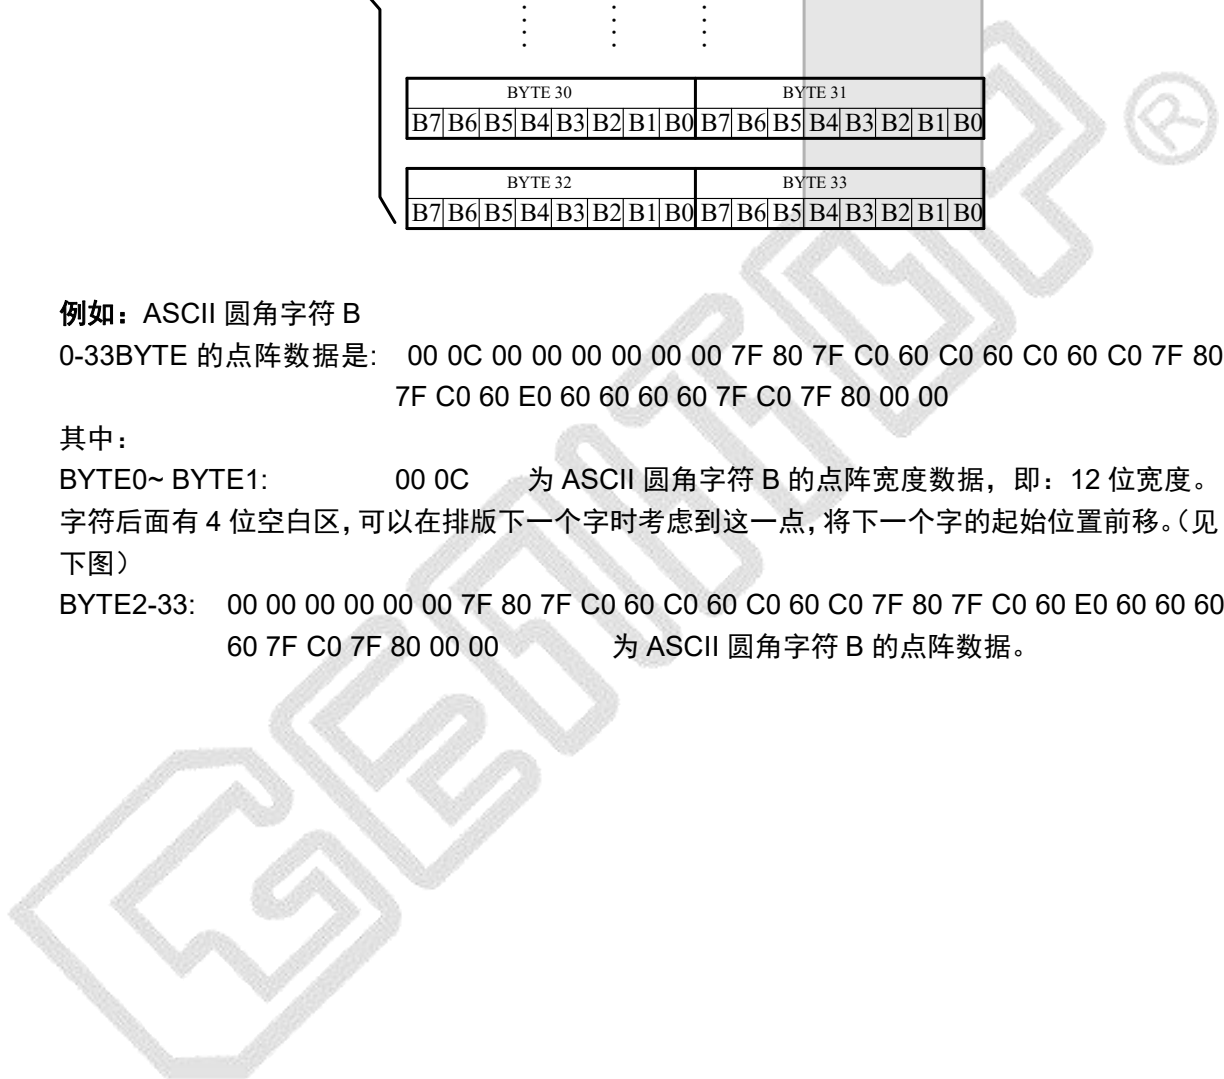 BYTE 30 BYTE 31
B7 B6 B5 B4 B3 B2 B1 B0 B7 B6 B5 B4 B3 B2 B1 B0
BYTE 32 BYTE 33
B7 B6 B5 B4 B3 B2 B1 B0 B7 B6 B5 B4 B3 B2 B1 B0
例如：ASCII 圆角字符 B
0-33BYTE 的点阵数据是: 00 0C 00 00 00 00 00 00 7F 80 7F C0 60 C0 60 C0 60 C0 7F 80
7F C0 60 E0 60 60 60 60 7F C0 7F 80 00 00
其中：
BYTE0~ BYTE1: 00 0C 为 ASCII 圆角字符 B 的点阵宽度数据，即：12 位宽度。
字符后面有 4 位空白区，可以在排版下一个字时考虑到这一点，将下一个字的起始位置前移。（见
下图）
BYTE2-33: 00 00 00 00 00 00 7F 80 7F C0 60 C0 60 C0 60 C0 7F 80 7F C0 60 E0 60 60 60
60 7F C0 7F 80 00 00 为 ASCII 圆角字符 B 的点阵数据。
GENITOP®